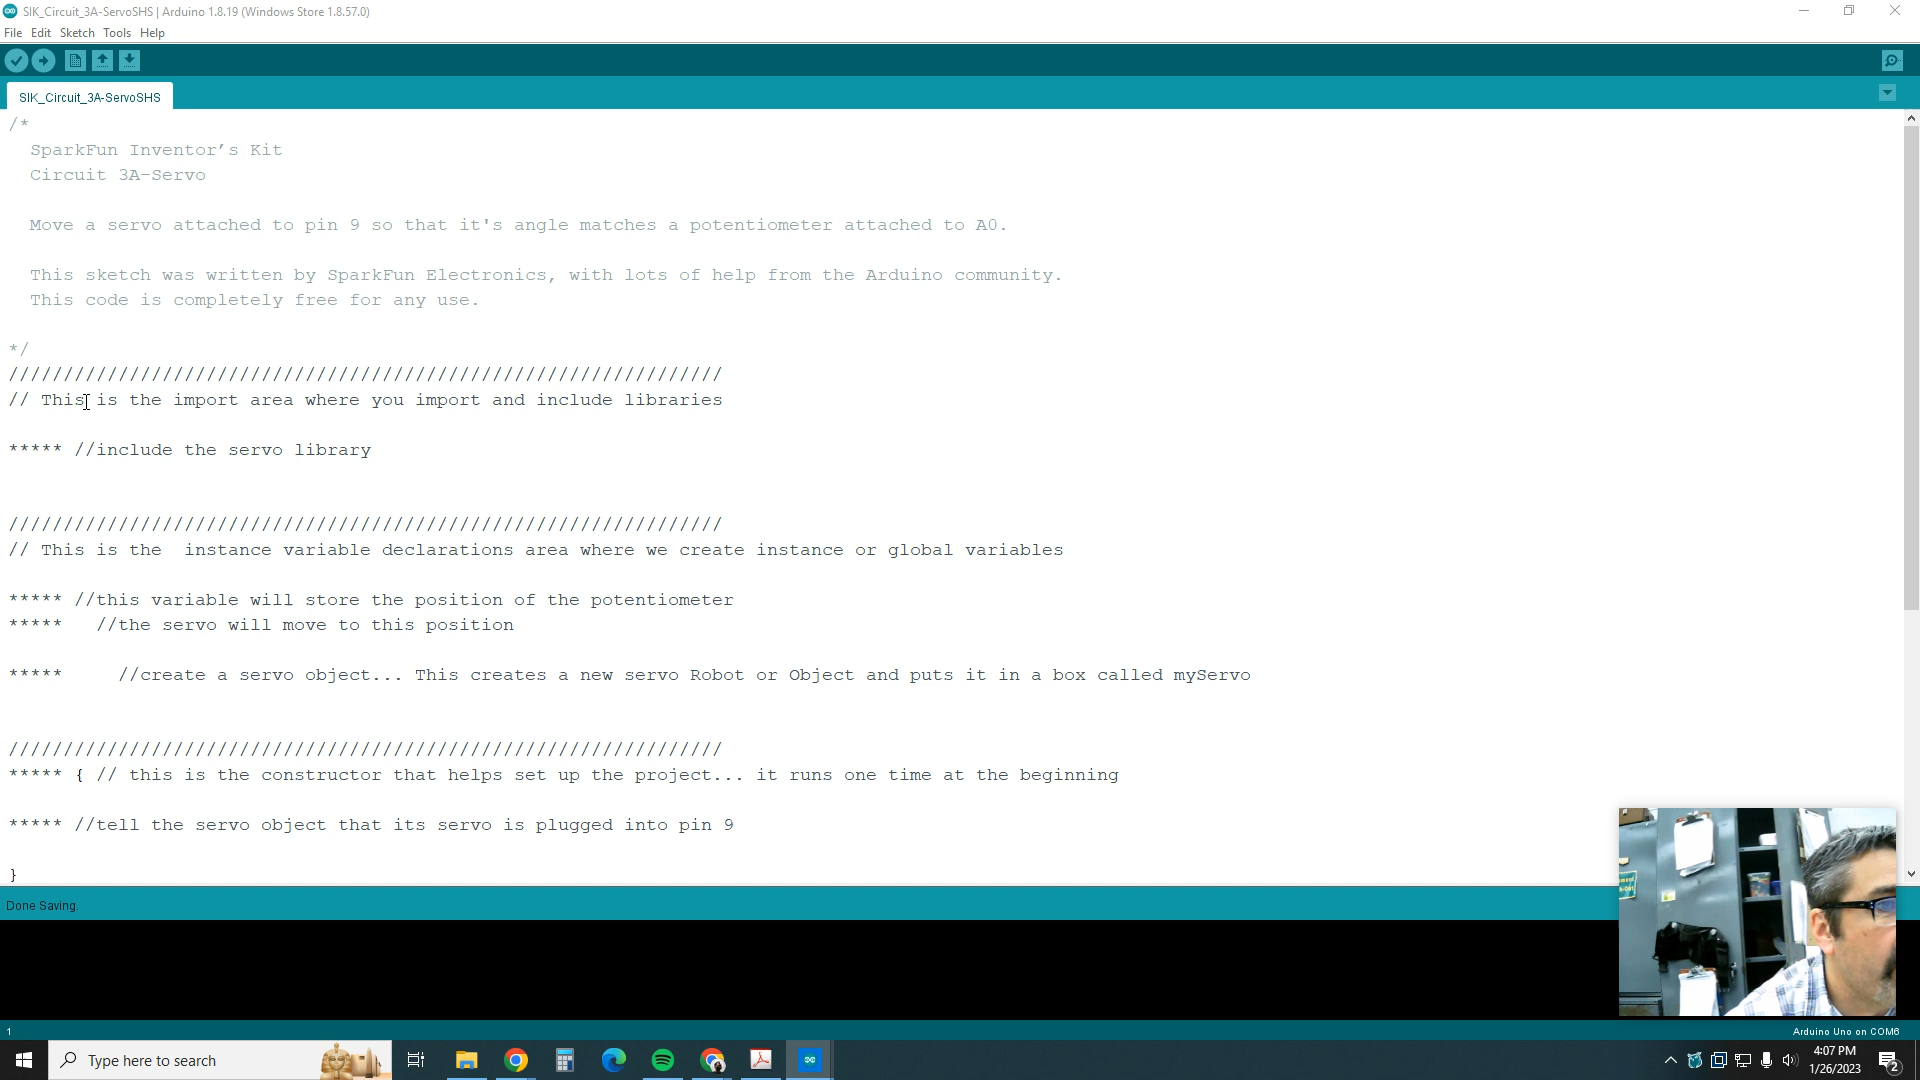 SIK_Circuit_3A-ServoSHS | Arduino 1.8.19 (Windows Store 1.8.57.0)
File Edit Sketch Tools Help
SIK_Circuit_3A-ServoSHS
/*
SparkFun Inventor’s Kit
Circuit 3A-Servo
Move a servo attached to pin 9 so that it's angle matches a potentiometer attached to A0.
This sketch was written by SparkFun Electronics, with lots of help from the Arduino community.
This code is completely free for any use.
*/
/////////////////////////////////////////////////////////////////
// This is the import area where you import and include libraries
***** //include the servo library
/////////////////////////////////////////////////////////////////
// This is the  instance variable declarations area where we create instance or global variables
***** //this variable will store the position of the potentiometer
*****   //the servo will move to this position
*****     //create a servo object... This creates a new servo Robot or Object and puts it in a box called myServo
/////////////////////////////////////////////////////////////////
***** { // this is the constructor that helps set up the project... it runs one time at the beginning
***** //tell the servo object that its servo is plugged into pin 9
}
Done Saving.
1
Arduino Uno on COM6
Type here to search
4:07 PM
1/26/2023
2